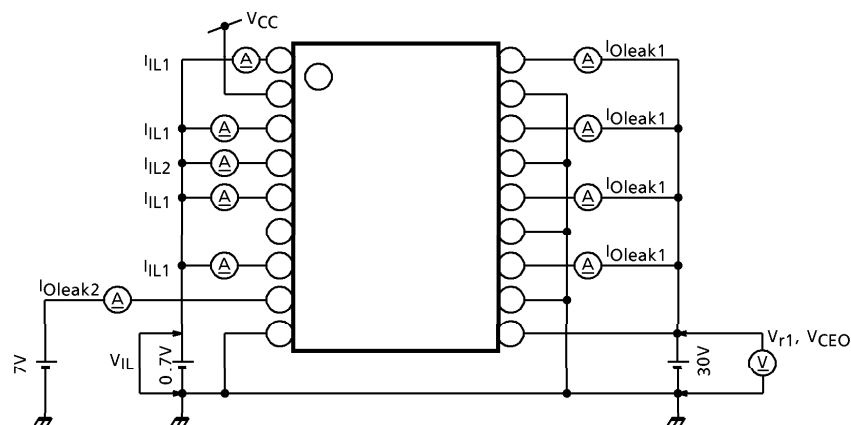 VCC
IIL1
A
A
IOleak1
IIL1
A
A
IOleak1
IIL2
A
IIL1
A
A
IOleak1
IIL1
A
A
IOleak1
IOleak2
A
7V
VIL
0.7V
30V
Vr1, VCEO
V